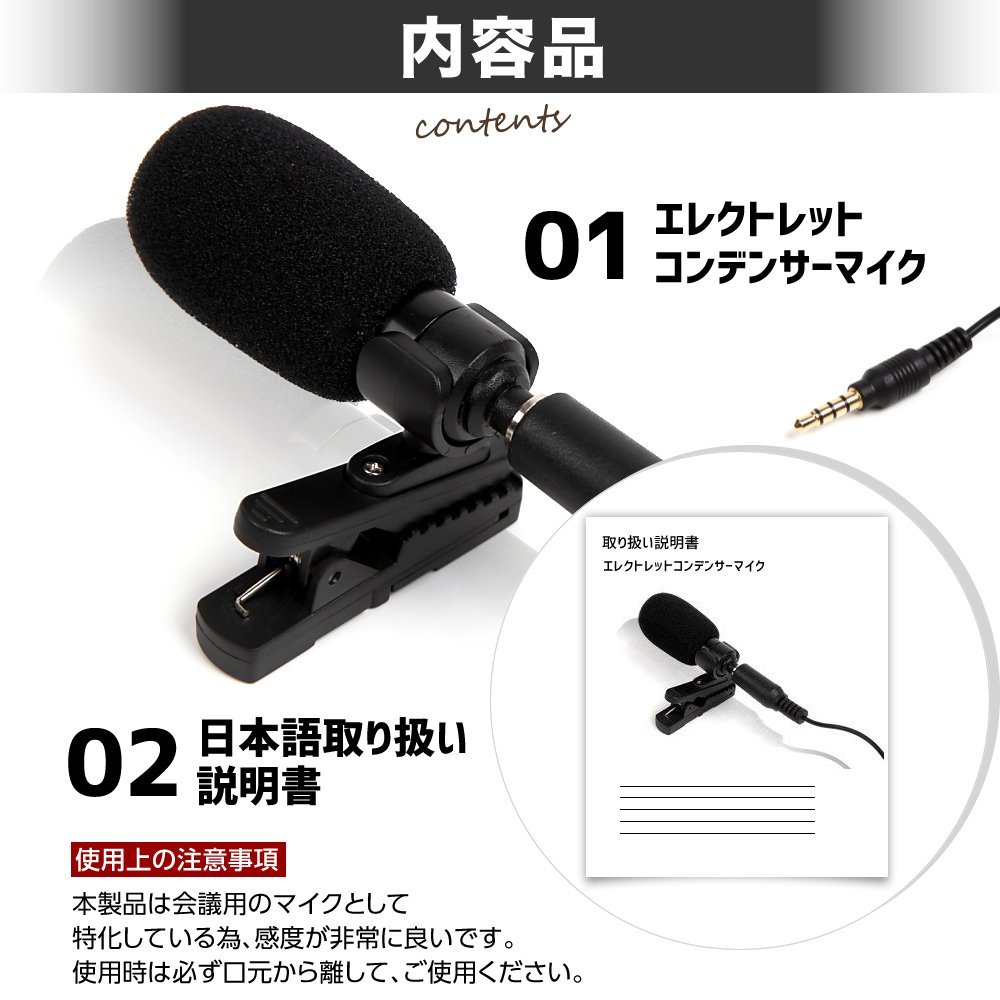 内容品
contents
01 エレクトレット
コンデンサーマイク
取り扱い説明書
エレクトレットコンデンサーマイク
02 日本語取り扱い
説明書
使用上の注意事項
本製品は会議用のマイクとして
特化している為、感度が非常に良いです。
使用時は必ず口元から離して、ご使用ください。